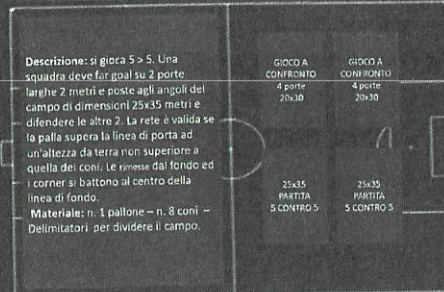 Descrizione: si gioca 5 > 5. Una
squadra deve far goal su 2 porte
larghe 2 metri e poste agli angoli del
campo di dimensioni 25x35 metri e
difendere le altre 2. La rete è valida se
la palla supera la linea di porta ad
un'altezza da terra non superiore a
quella dei coni. Le rimesse dal fondo ed
i corner si battono al centro della
linea di fondo.
Materiale: n. 1 pallone – n. 8 coni –
Delimitatori per dividere il campo.
GIOCO A
CONFRONTO
4 porte
20x30
GIOCO A
CONFRONTO
4 porte
20x30
25x35
PARTITA
5 CONTRO 5
25x35
PARTITA
5 CONTRO 5